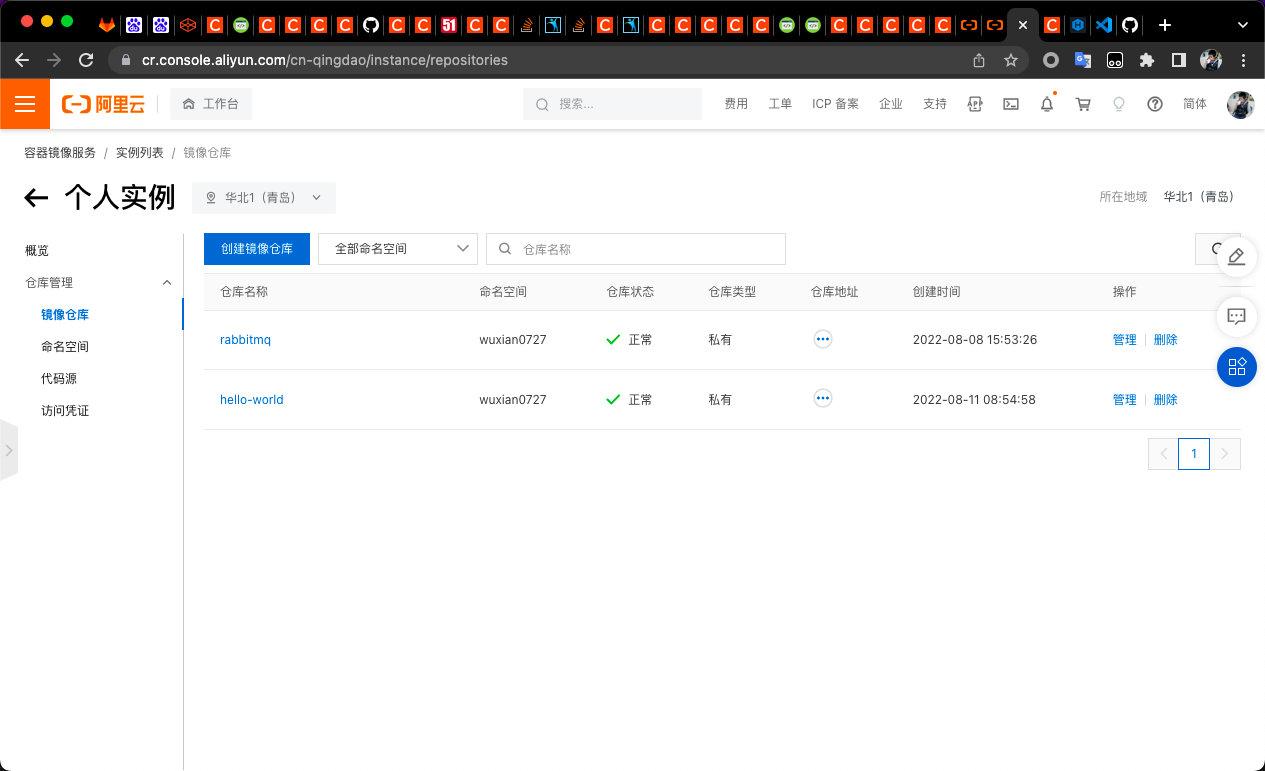 cr.console.aliyun.com/cn-qingdao/instance/repositories
阿里云 工作台 搜索... 费用 工单 ICP 备案 企业 支持 简体
容器镜像服务 / 实例列表 / 镜像仓库
个人实例 华北1（青岛） 所在地域 华北1（青岛）
概览
仓库管理
镜像仓库
命名空间
代码源
访问凭证
创建镜像仓库 全部命名空间 仓库名称
仓库名称 命名空间 仓库状态 仓库类型 仓库地址 创建时间 操作
rabbitmq wuxian0727 正常 私有 2022-08-08 15:53:26 管理 删除
hello-world wuxian0727 正常 私有 2022-08-11 08:54:58 管理 删除
1